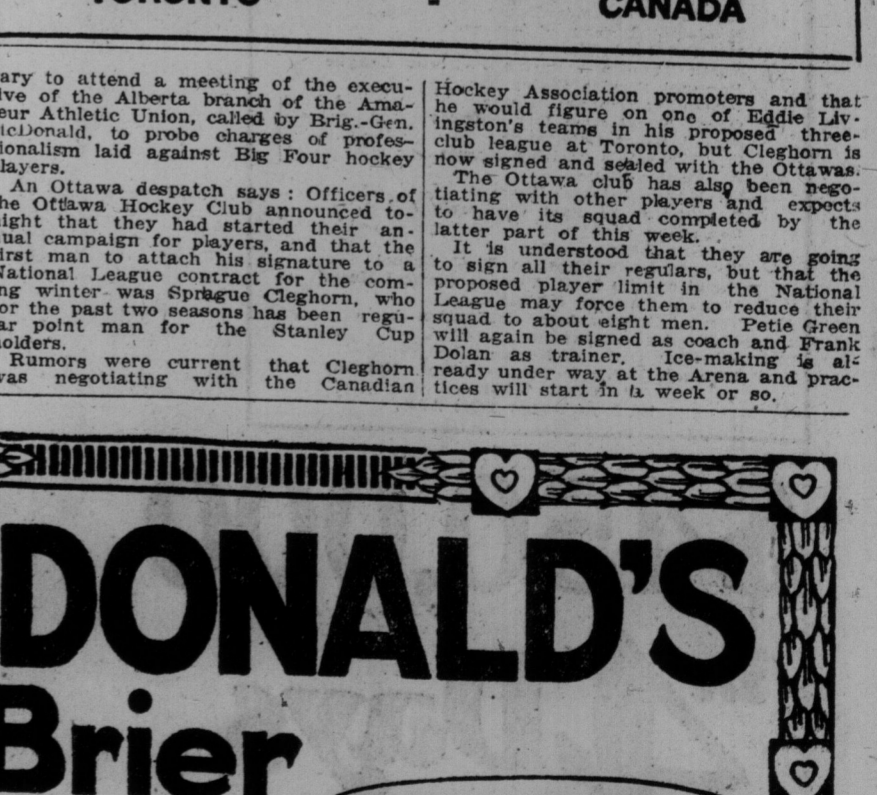 CANADA
ary to attend a meeting of the execu-
ive of the Alberta branch of the Ama-
eur Athletic Union, called by Brig.-Gen.
cDonald, to probe charges of profes-
ionalism laid against Big Four hockey
layers.
An Ottawa despatch says: Officers of
he Ottawa Hockey Club announced to-
ight that they had started their an-
ual campaign for players, and that the
irst man to attach his signature to a
National League contract for the com-
ng winter was Sprague Cleghorn, who
or the past two seasons has been regu-
ar point man for the Stanley Cup
olders.
Rumors were current that Cleghorn
was negotiating with the Canadian
Hockey Association promoters and that
he would figure on one of Eddie Liv-
ingston's teams in his proposed three-
club league at Toronto, but Cleghorn is
now signed and sealed with the Ottawas.
The Ottawa club has also been nego-
tiating with other players and expects
to have its squad completed by the
latter part of this week.
It is understood that they are going
to sign all their regulars, but that the
proposed player limit in the National
League may force them to reduce their
squad to about eight men. Petie Green
will again be signed as coach and Frank
Dolan as trainer. Ice-making is al-
ready under way at the Arena and prac-
tices will start in a week or so.
DONALD'S
Brier